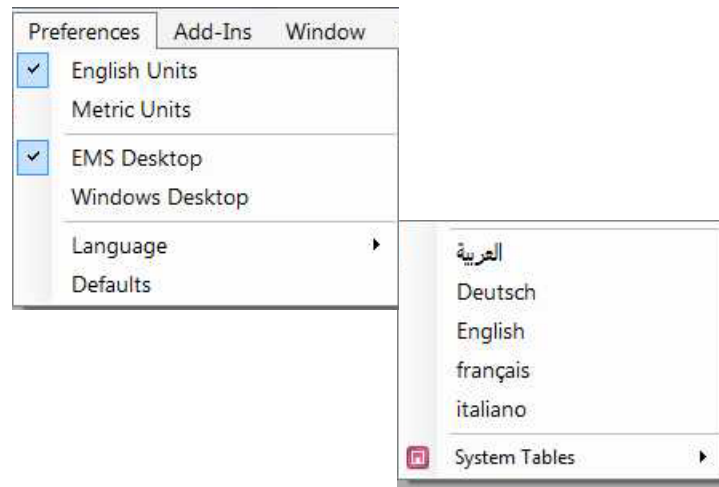 Preferences Add-Ins Window
English Units
Metric Units
EMS Desktop
Windows Desktop
Language
Defaults
العربية
Deutsch
English
français
italiano
System Tables